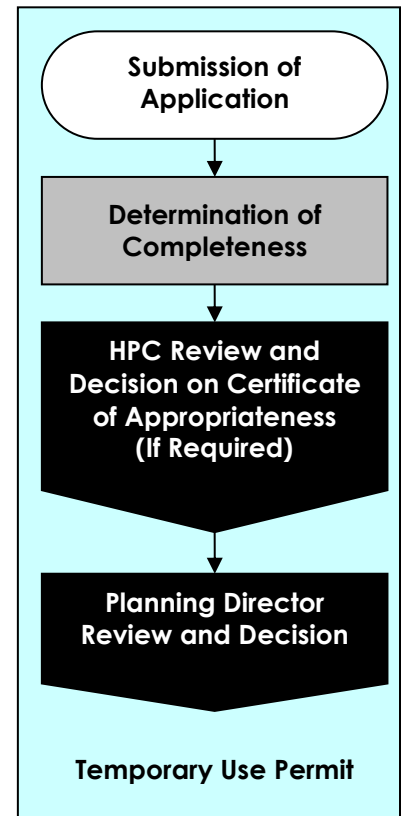 Submission of
Application
Determination of
Completeness
HPC Review and
Decision on Certificate
of Appropriateness
(If Required)
Planning Director
Review and Decision
Temporary Use Permit